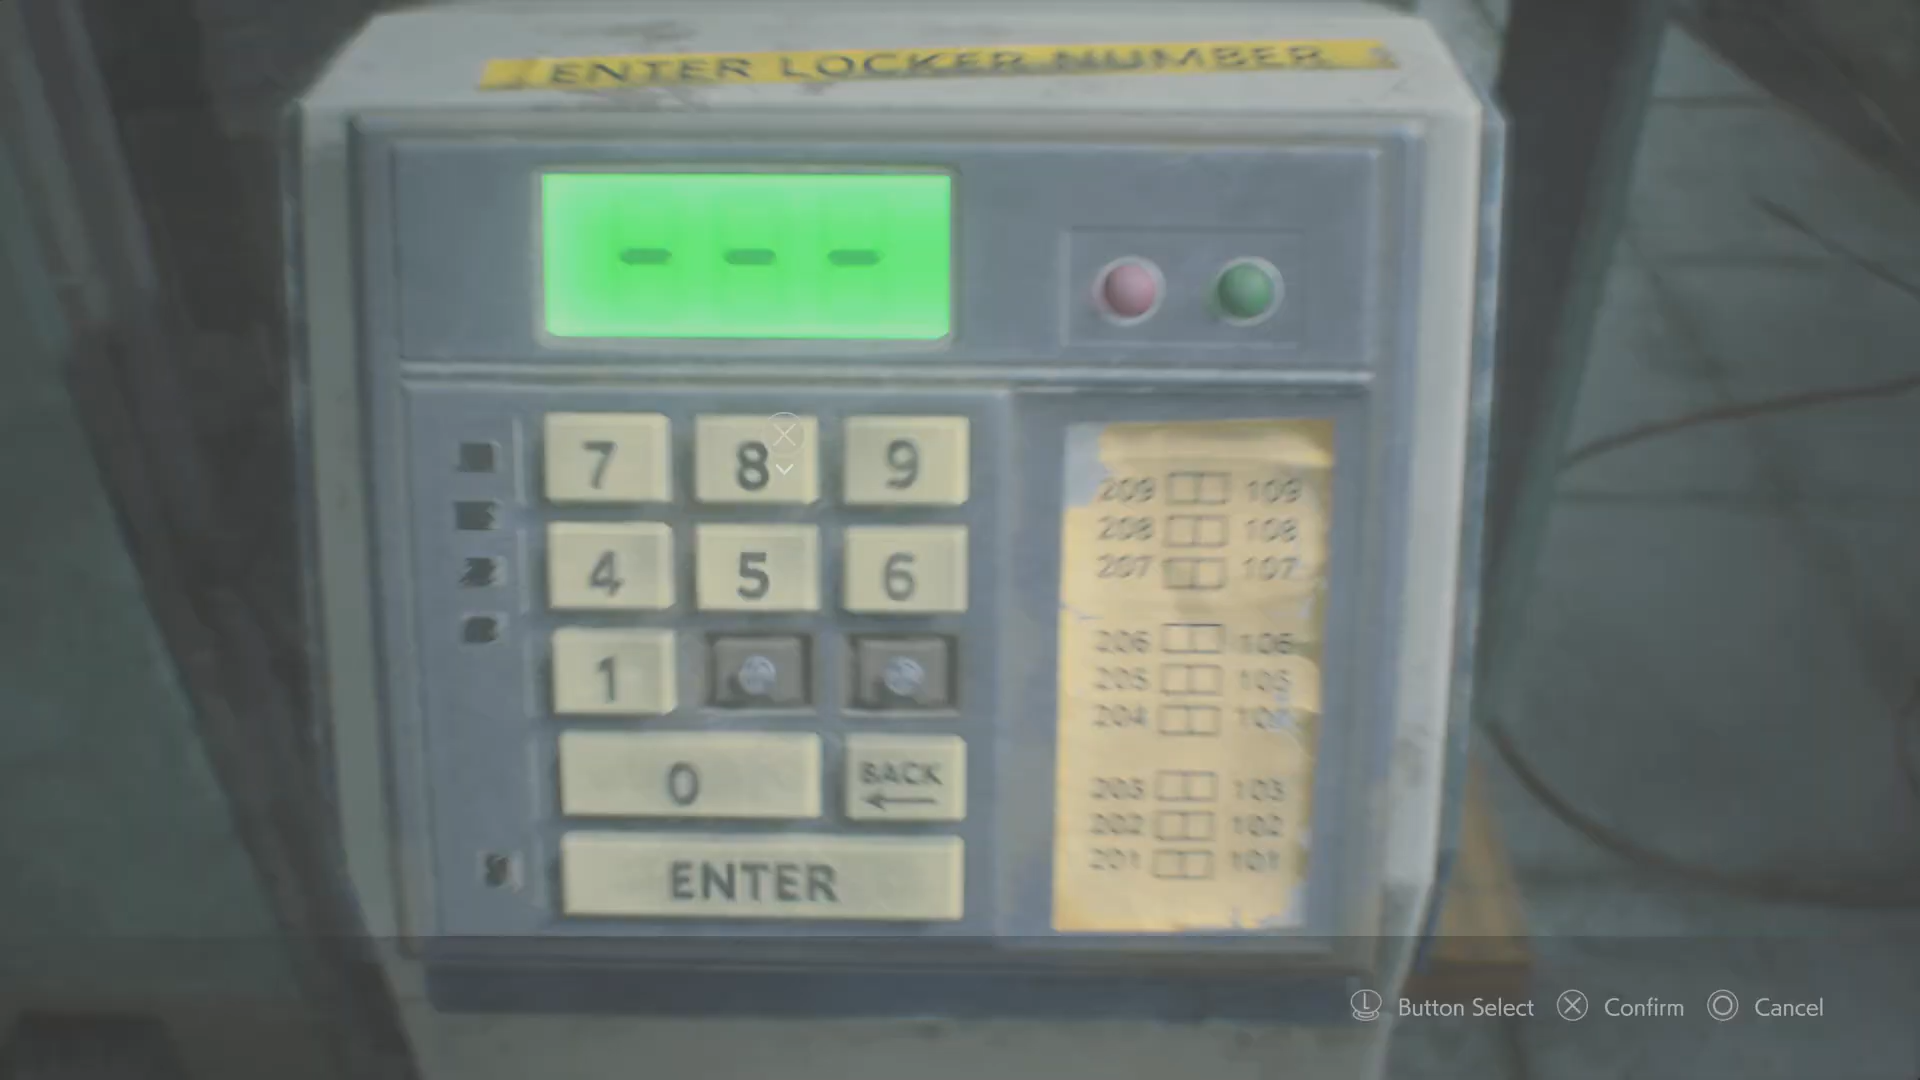 ENTER LOCKER NUMBER
- - -
7 8 9
4 5 6
1
0 BACK
ENTER
209 109
208 108
207 107
206 106
205 105
204 104
203 103
202 102
201 101
L Button Select Confirm Cancel